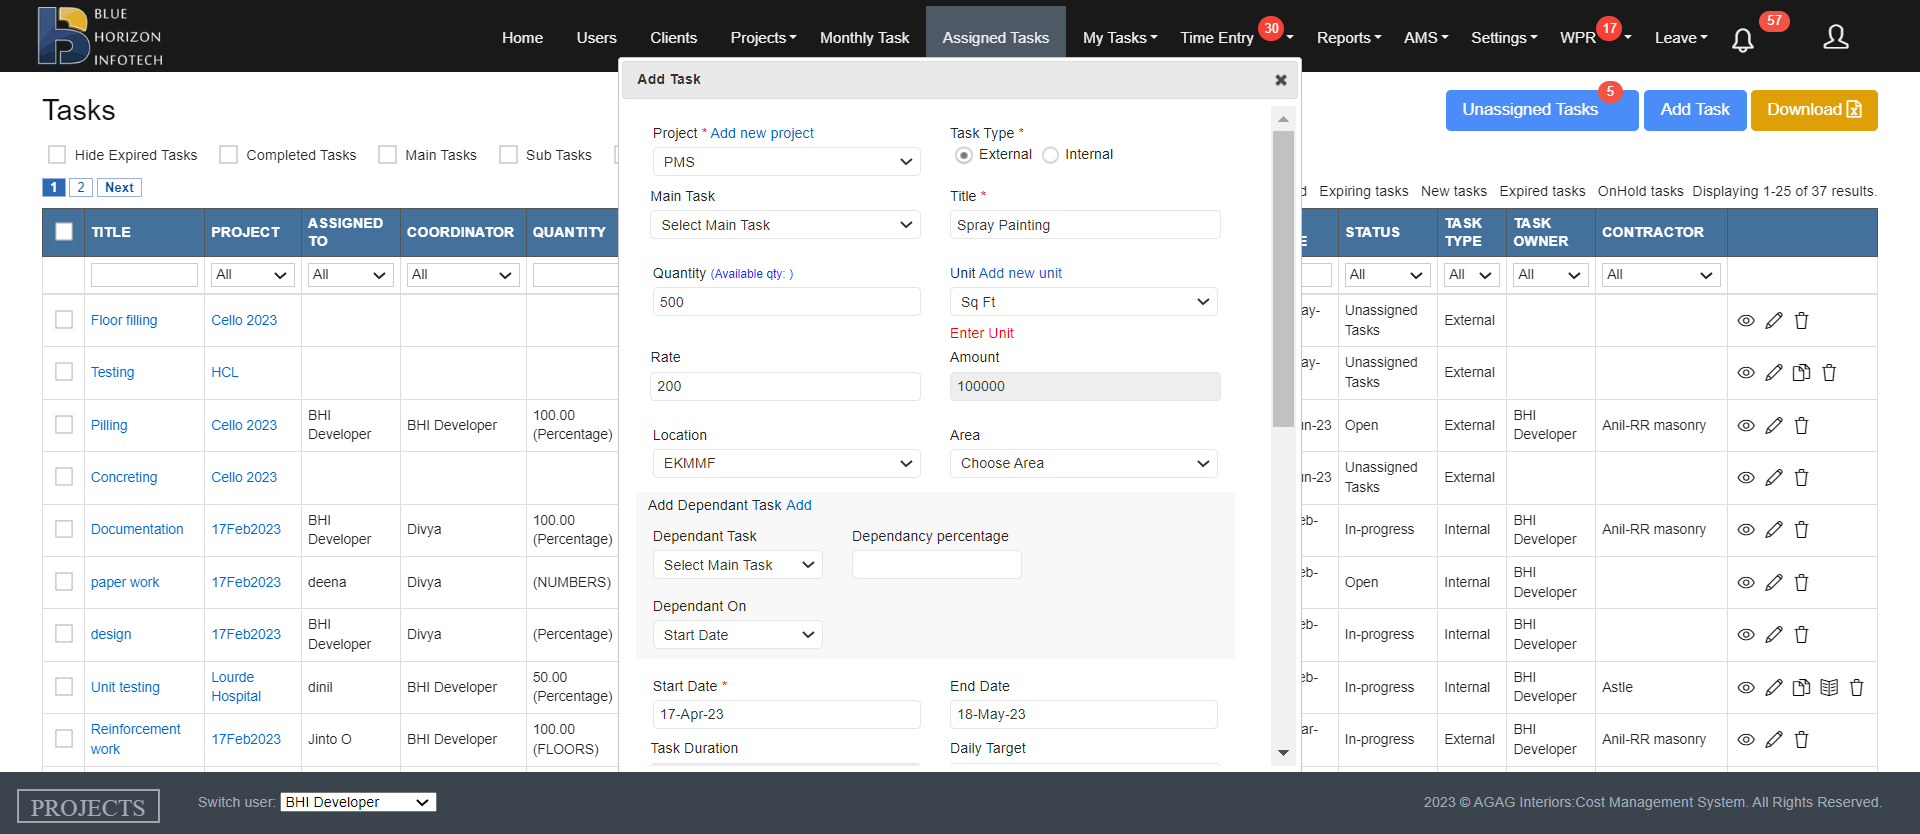 BLUE
HORIZON
INFOTECH
Home Users Clients Projects Monthly Task Assigned Tasks My Tasks Time Entry 30 Reports AMS Settings WPR 17 Leave 57
Add Task
Tasks
Unassigned Tasks 5 Add Task Download
Hide Expired Tasks Completed Tasks Main Tasks Sub Tasks
1 2 Next
Expiring tasks New tasks Expired tasks OnHold tasks Displaying 1-25 of 37 results.
Project * Add new project
PMS
Task Type *
External Internal
Main Task
Select Main Task
Title *
Spray Painting
Quantity (Available qty: )
500
Unit Add new unit
Sq Ft
Enter Unit
Rate
200
Amount
100000
Location
EKMMF
Area
Choose Area
Add Dependant Task Add
Dependant Task
Select Main Task
Dependancy percentage
Dependant On
Start Date
Start Date *
17-Apr-23
End Date
18-May-23
Task Duration
Daily Target
TITLE PROJECT ASSIGNED TO COORDINATOR QUANTITY E STATUS TASK TYPE TASK OWNER CONTRACTOR
All All All All All All All
Floor filling Cello 2023 ay- Unassigned Tasks External
Testing HCL ay- Unassigned Tasks External
Pilling Cello 2023 BHI Developer BHI Developer 100.00 (Percentage) un-23 Open External BHI Developer Anil-RR masonry
Concreting Cello 2023 un-23 Unassigned Tasks External
Documentation 17Feb2023 BHI Developer Divya 100.00 (Percentage) eb- In-progress Internal BHI Developer Anil-RR masonry
paper work 17Feb2023 deena Divya (NUMBERS) eb- Open Internal BHI Developer
design 17Feb2023 BHI Developer Divya (Percentage) eb- In-progress Internal BHI Developer
Unit testing Lourde Hospital dinil BHI Developer 50.00 (Percentage) eb- In-progress Internal BHI Developer Astle
Reinforcement work 17Feb2023 Jinto O BHI Developer 100.00 (FLOORS) ar- In-progress External BHI Developer Anil-RR masonry
PROJECTS
Switch user: BHI Developer
2023 © AGAG Interiors:Cost Management System. All Rights Reserved.